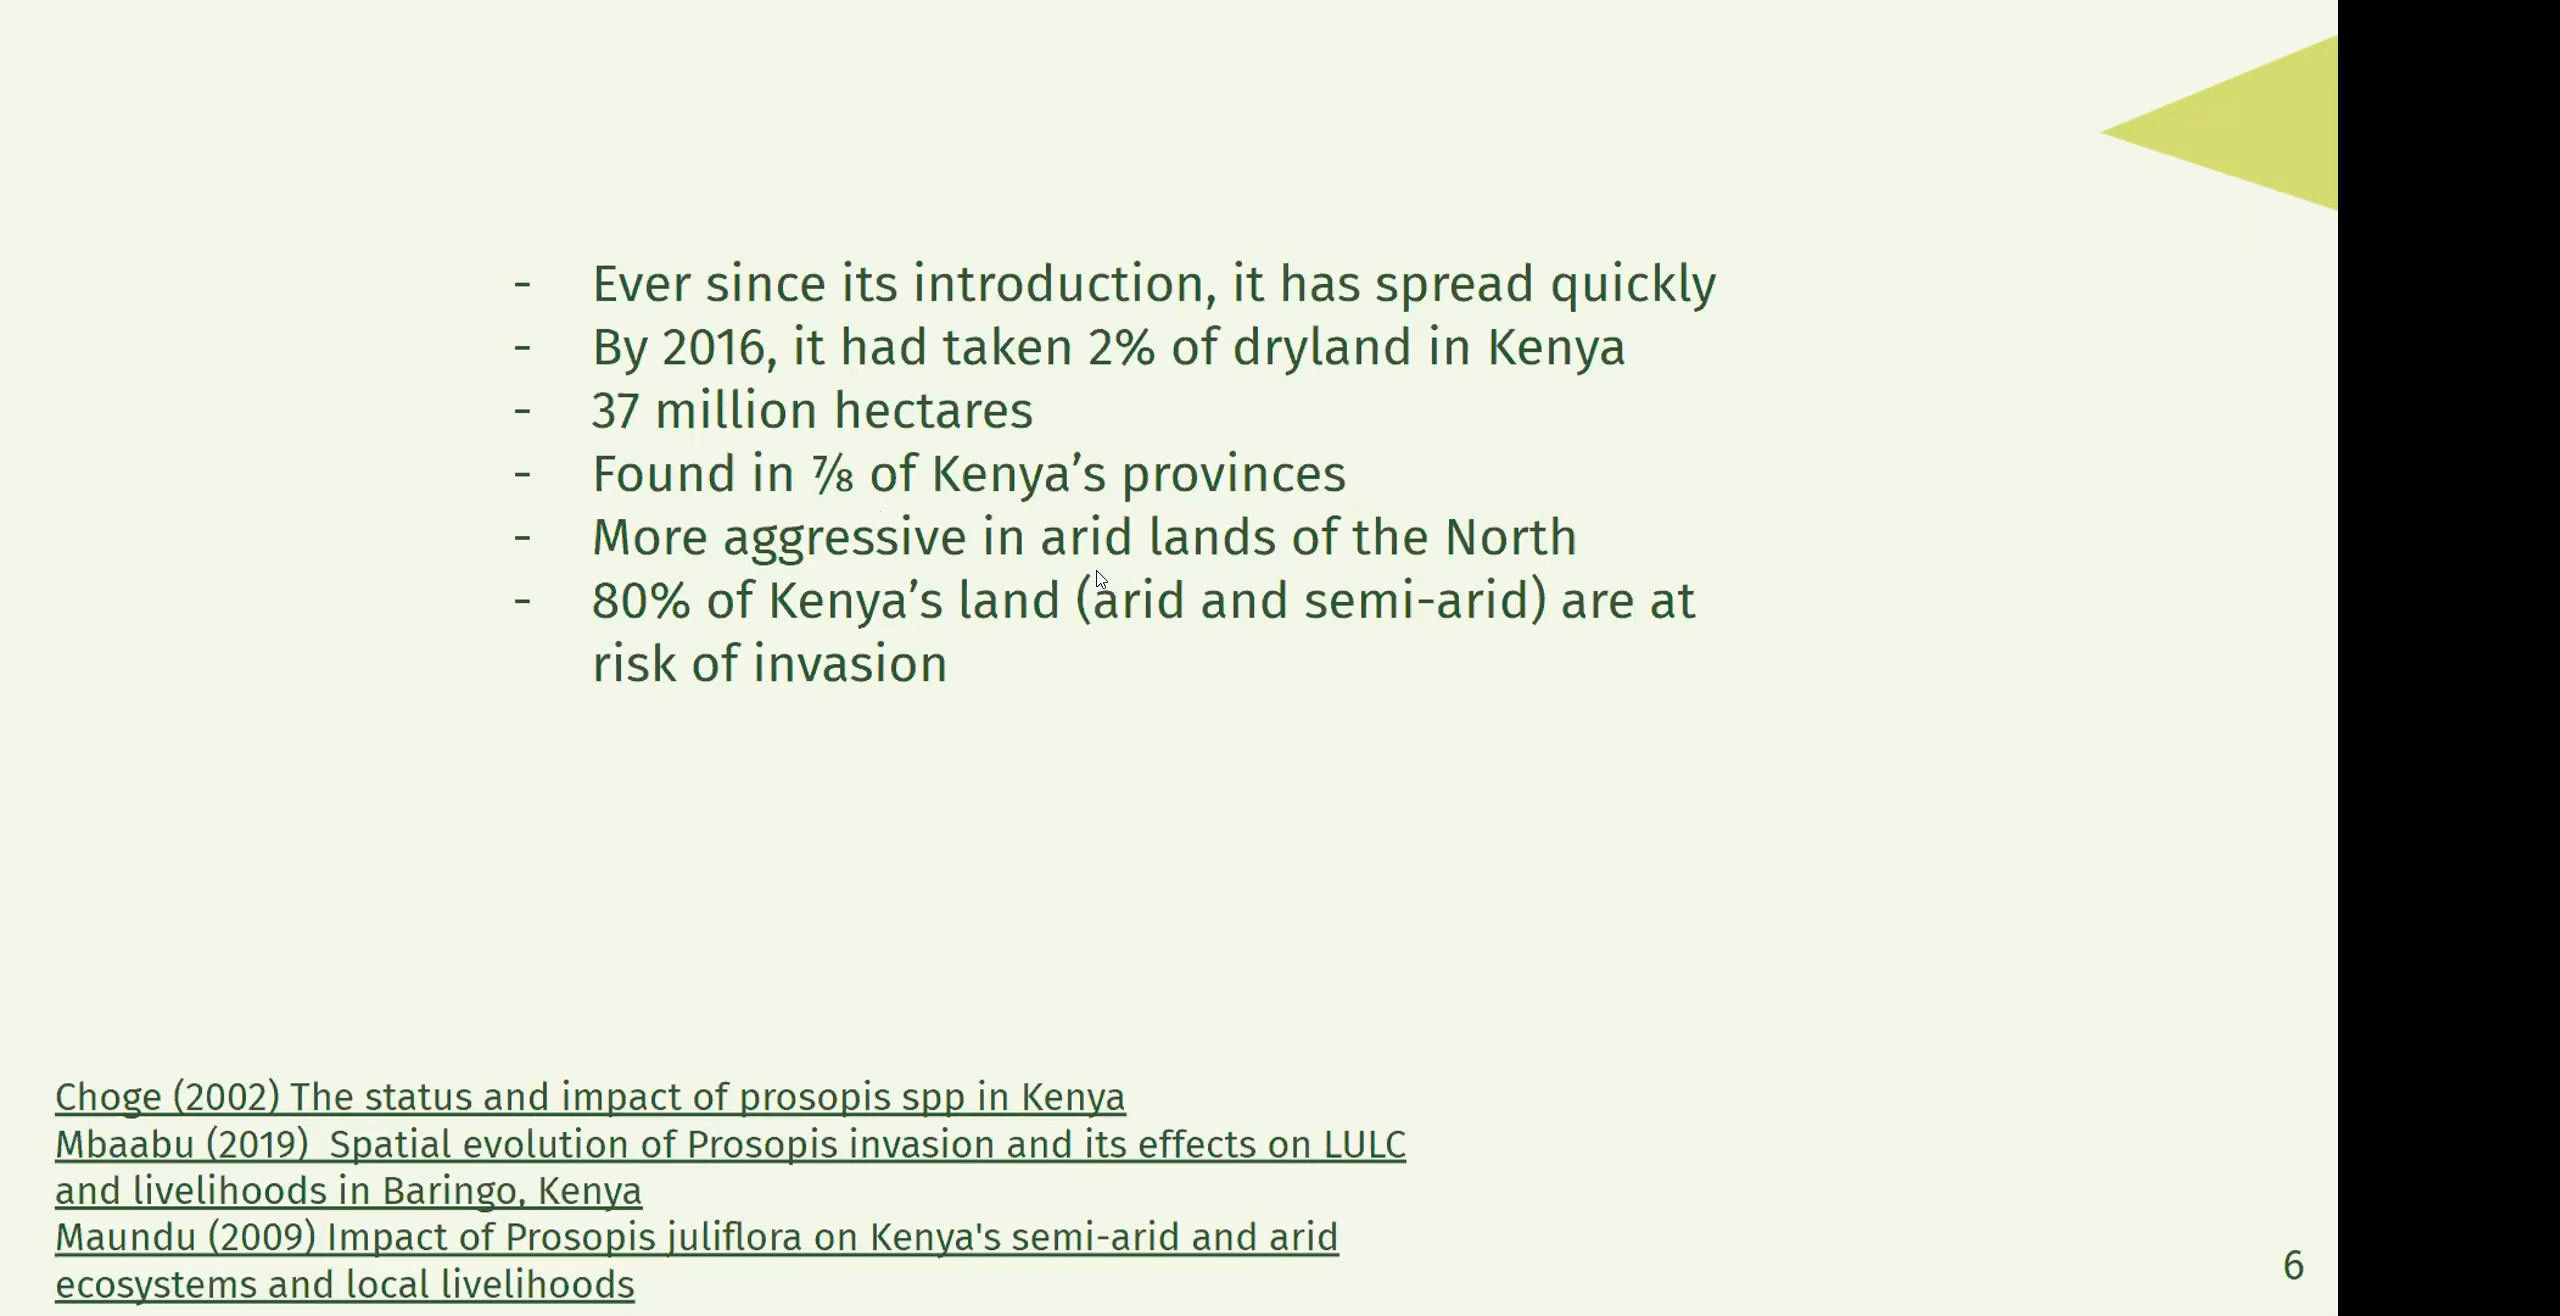 - Ever since its introduction, it has spread quickly
- By 2016, it had taken 2% of dryland in Kenya
- 37 million hectares
- Found in ⅞ of Kenya’s provinces
- More aggressive in arid lands of the North
- 80% of Kenya’s land (arid and semi-arid) are at
risk of invasion
Choge (2002) The status and impact of prosopis spp in Kenya
Mbaabu (2019)  Spatial evolution of Prosopis invasion and its effects on LULC
and livelihoods in Baringo, Kenya
Maundu (2009) Impact of Prosopis juliflora on Kenya's semi-arid and arid
ecosystems and local livelihoods
6